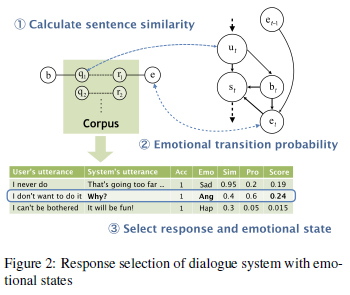 ① Calculate sentence similarity
e_{t-1}
u_t
b q_1 r_1 e
s_t b_t
q_2 r_2
e_t
Corpus
② Emotional transition probability
User's utterance System's utterance Acc Emo Sim Pro Score
I never do That's going too far ... 1 Sad 0.95 0.2 0.19
I don't want to do it Why? 1 Ang 0.4 0.6 0.24
I can't be bothered It will be fun! 1 Hap 0.3 0.05 0.015
③ Select response and emotional state
Figure 2: Response selection of dialogue system with emo-
tional states